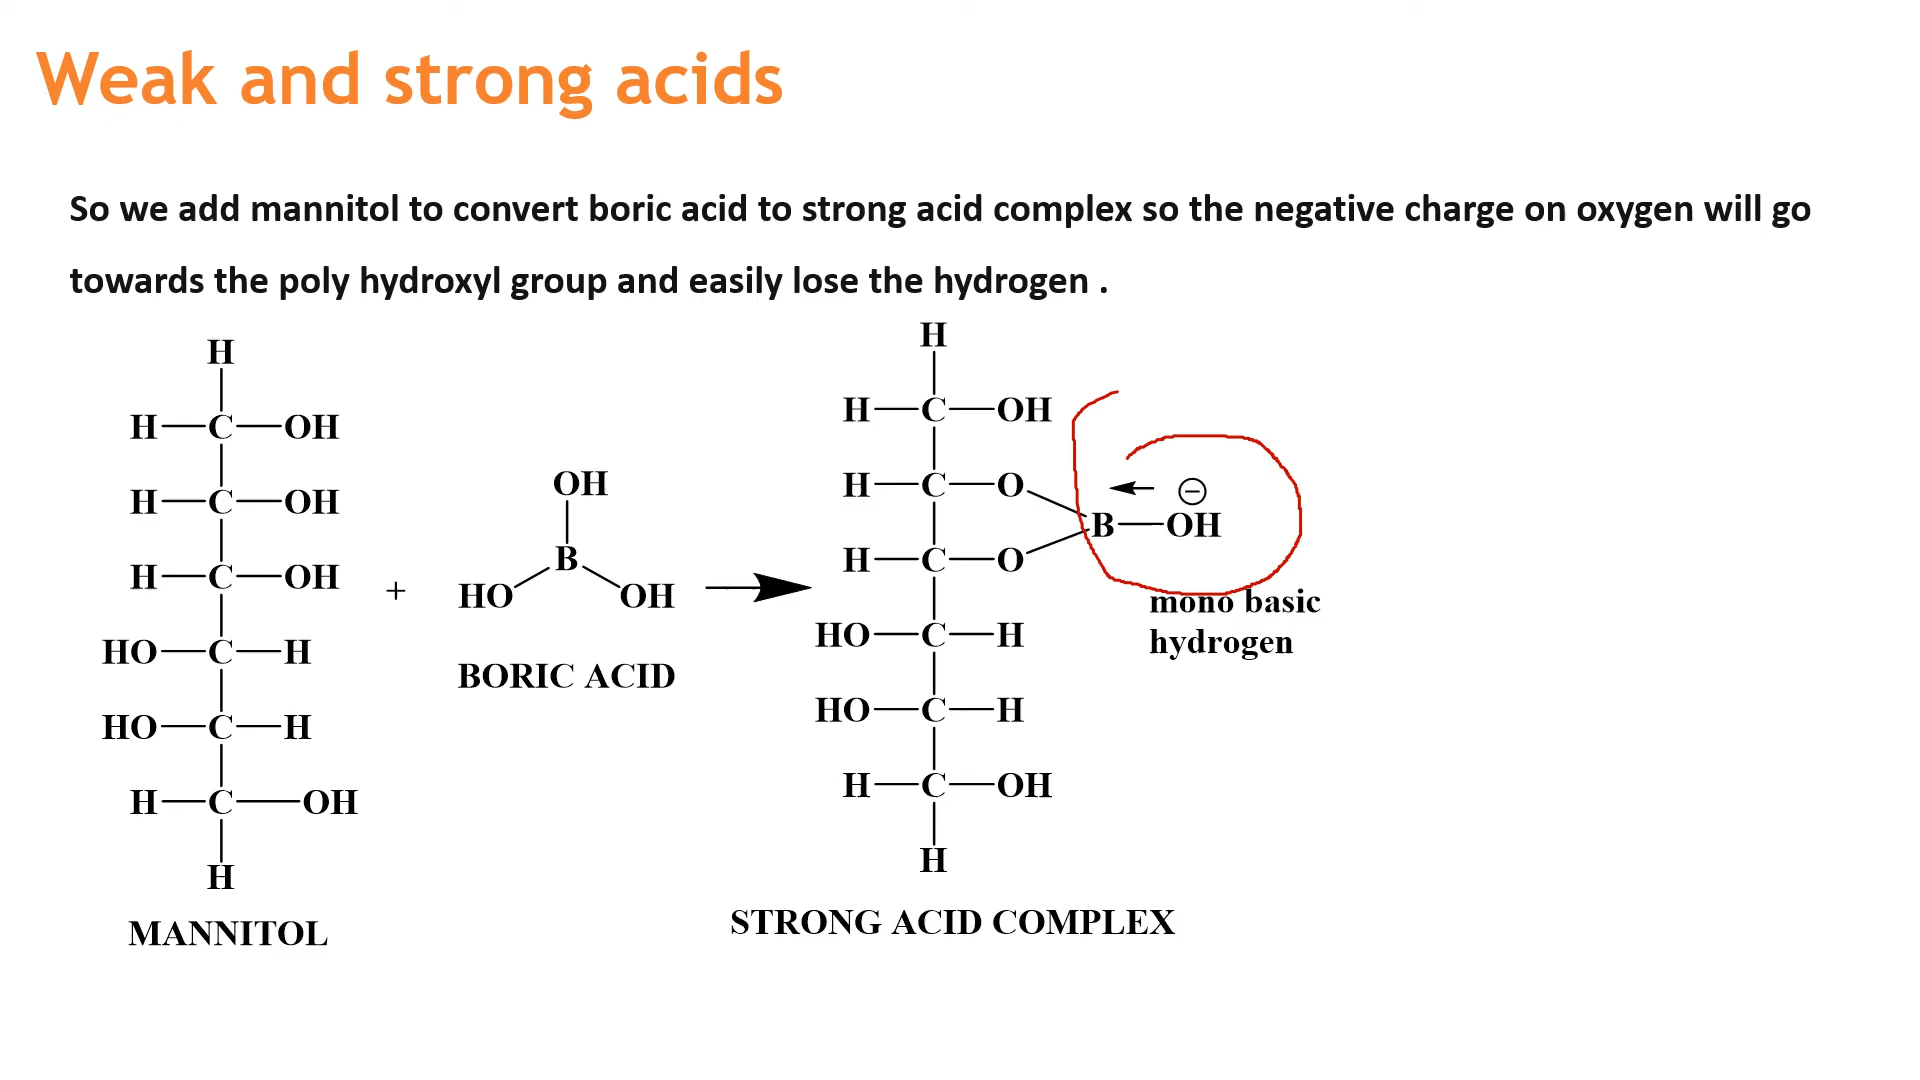 Weak and strong acids
So we add mannitol to convert boric acid to strong acid complex so the negative charge on oxygen will go
towards the poly hydroxyl group and easily lose the hydrogen .
H
H C OH
H C OH
H C OH
HO C H
HO C H
H C OH
H
MANNITOL
+
OH
B
HO OH
BORIC ACID
H
H C OH
H C O
B OH
H C O
HO C H
HO C H
H C OH
H
mono basic
hydrogen
STRONG ACID COMPLEX